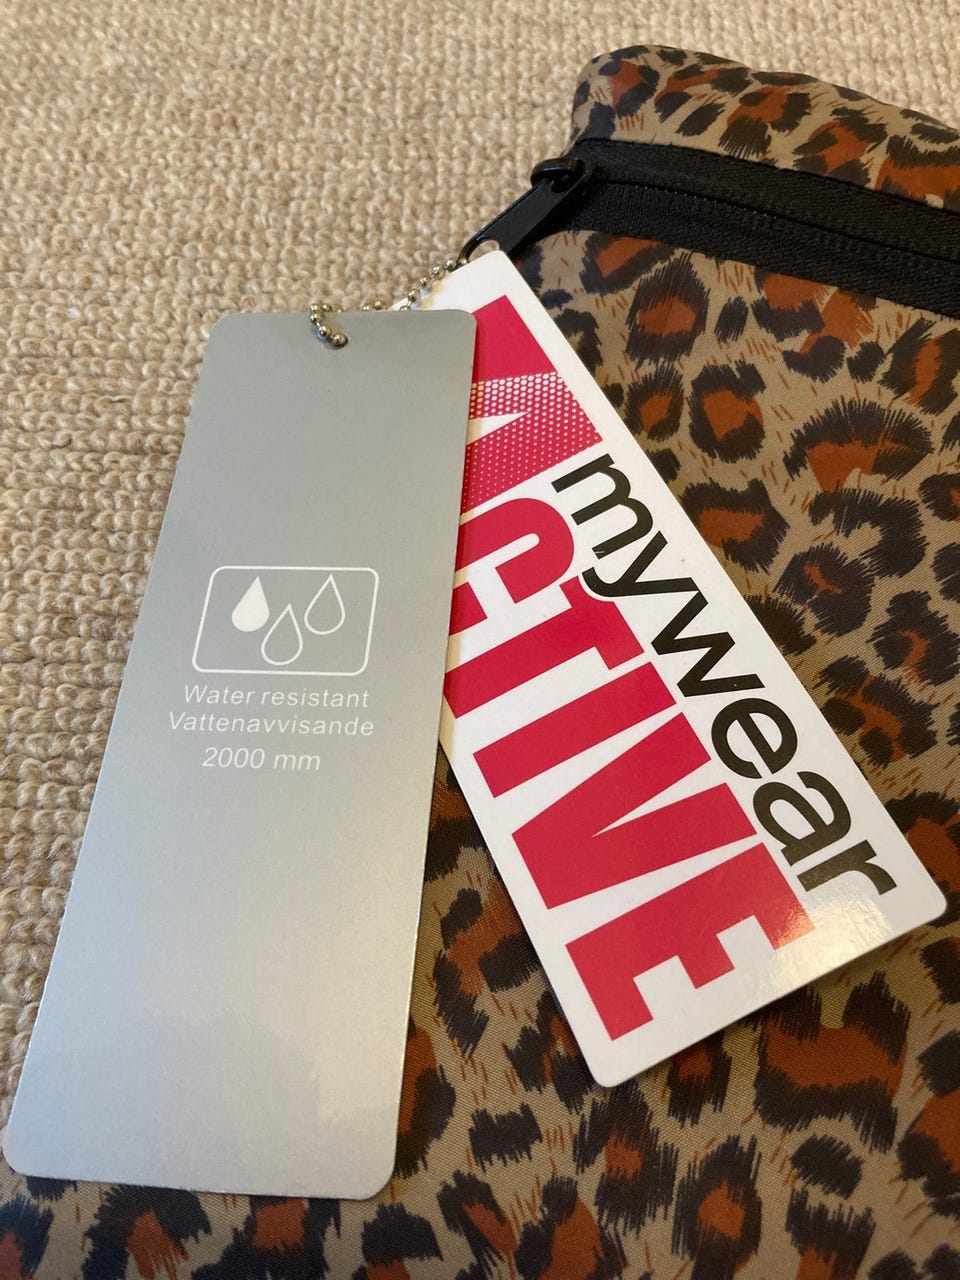 Water resistant
Vattenavvisande
2000 mm
ACTIVE
mywear